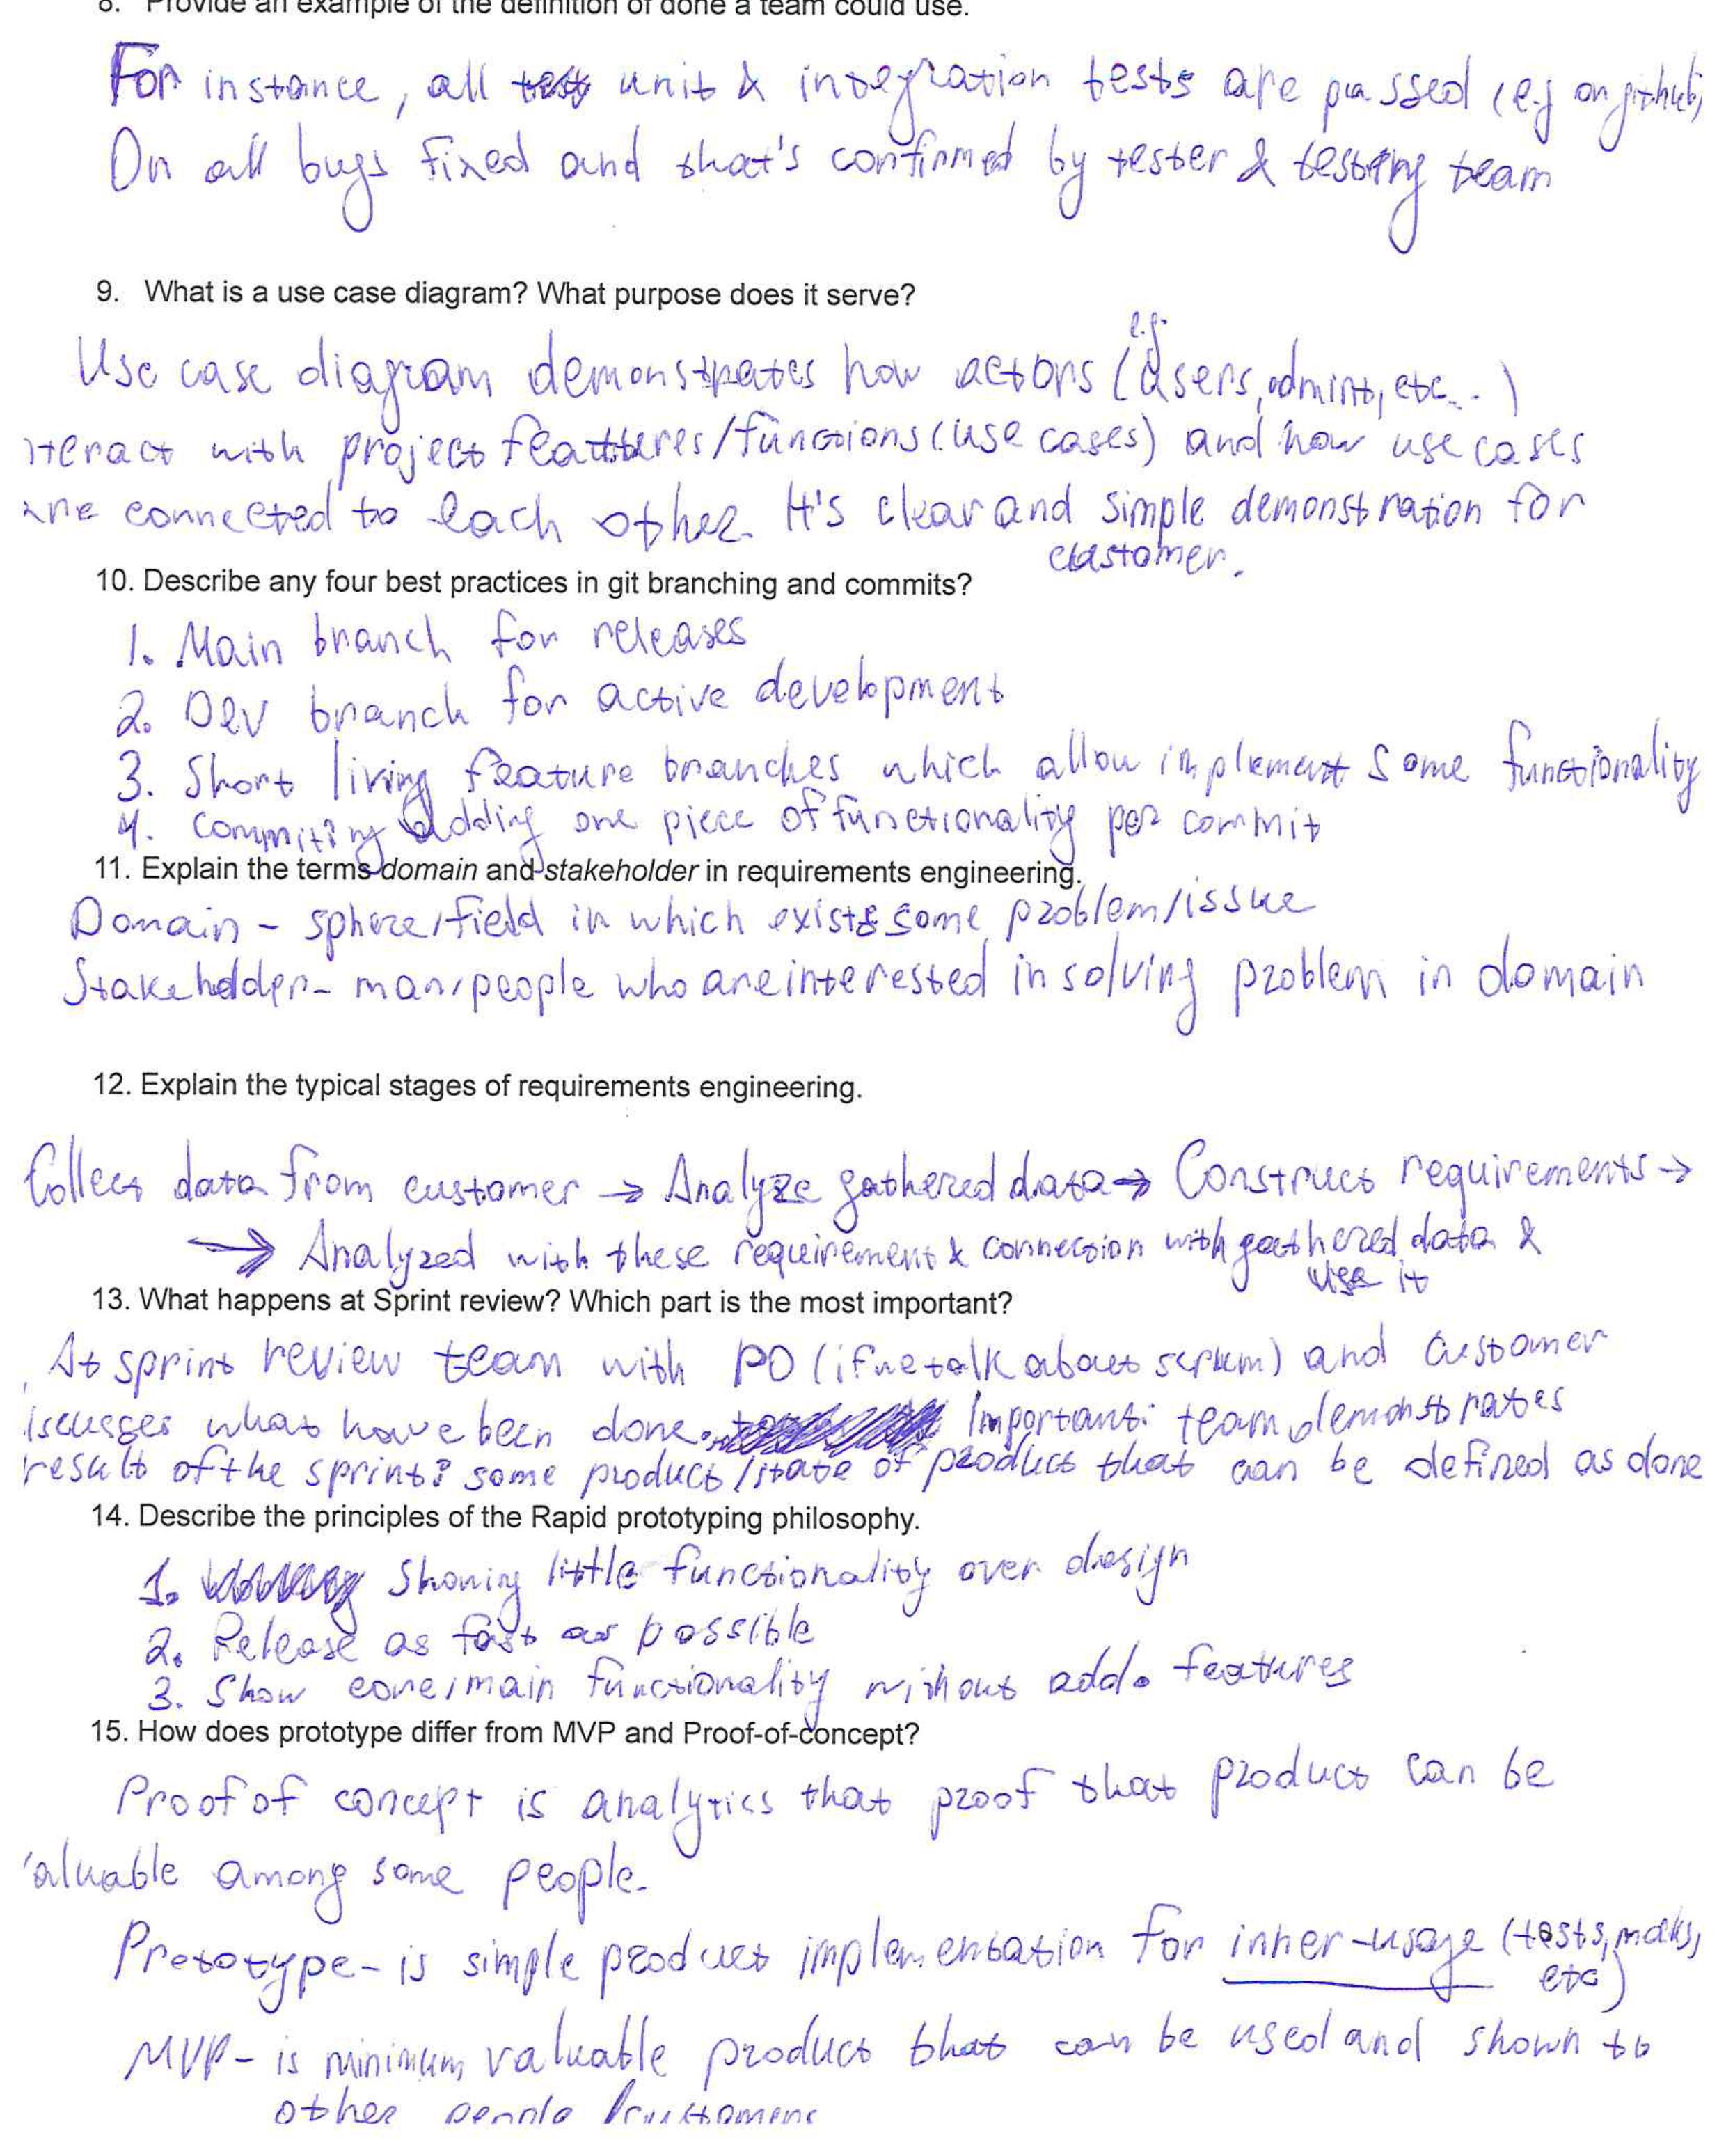 8. Provide an example of the definition of done a team could use.
For instance, all unit & integration tests are passed (e.g on github)
On all bugs fixed and that's confirmed by tester & testing team
9. What is a use case diagram? What purpose does it serve?
e.g.
Use case diagram demonstrates how actors (users, admins, etc...)
nteract with project features/functions (use cases) and how use cases
are connected to each other. It's clear and simple demonstration for
customer.
10. Describe any four best practices in git branching and commits?
1. Main branch for releases
2. Dev branch for active development
3. Short living feature branches which allow implement some functionality
4. Commiting adding one piece of functionality per commit
11. Explain the terms domain and stakeholder in requirements engineering.
Domain - sphere/field in which exists some problem/issue
Stakeholder - man/people who are interested in solving problem in domain
12. Explain the typical stages of requirements engineering.
Collect data from customer → Analyze gathered data → Construct requirements →
→ Analyzed with these requirement & connection with gathered data &
use it
13. What happens at Sprint review? Which part is the most important?
At sprint review team with PO (if we talk about scrum) and customer
iscusses what have been done. Important: team demonstrates
result of the sprint: some product/state of product that can be defined as done
14. Describe the principles of the Rapid prototyping philosophy.
1. Showing little functionality over design
2. Release as fast as possible
3. Show core/main functionality without add. features
15. How does prototype differ from MVP and Proof-of-concept?
Proof of concept is analytics that proof that product can be
valuable among some people.
Prototype - is simple product implementation for inner-usage (tests, moks,
etc)
MVP - is minimum valuable product that can be used and shown to
other people/customers